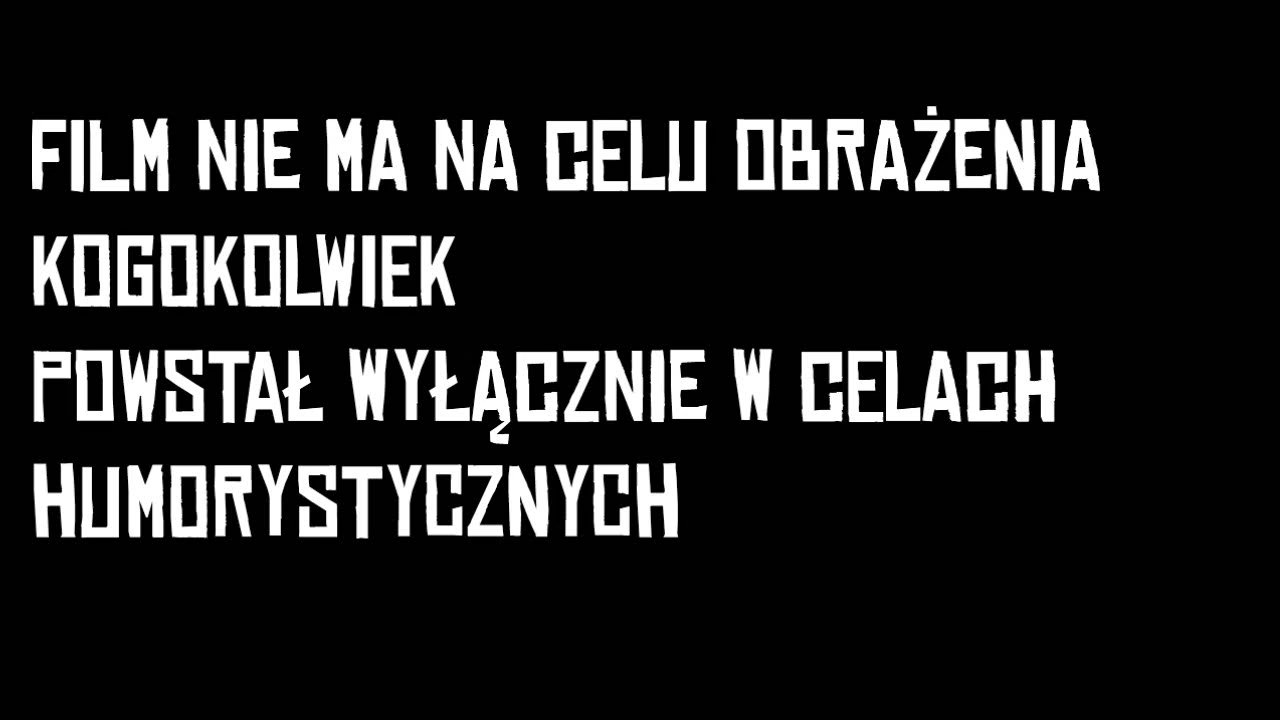 FILM NIE MA NA CELU OBRAŻENIA
KOGOKOLWIEK
POWSTAŁ WYŁĄCZNIE W CELACH
HUMORYSTYCZNYCH